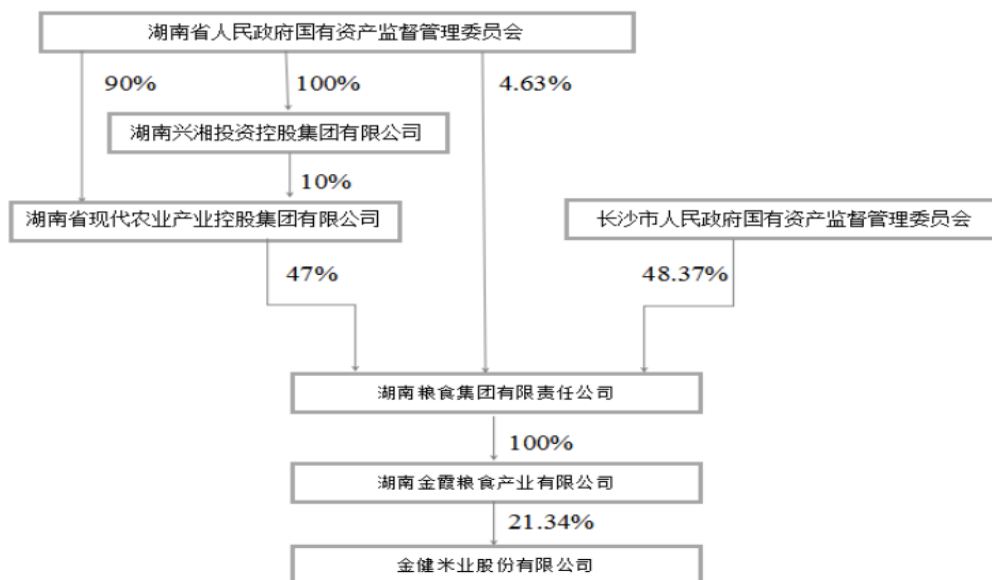 湖南省人民政府国有资产监督管理委员会
90%
100%
4.63%
湖南兴湘投资控股集团有限公司
10%
湖南省现代农业产业控股集团有限公司
长沙市人民政府国有资产监督管理委员会
47%
48.37%
湖南粮食集团有限责任公司
100%
湖南金霞粮食产业有限公司
21.34%
金健米业股份有限公司